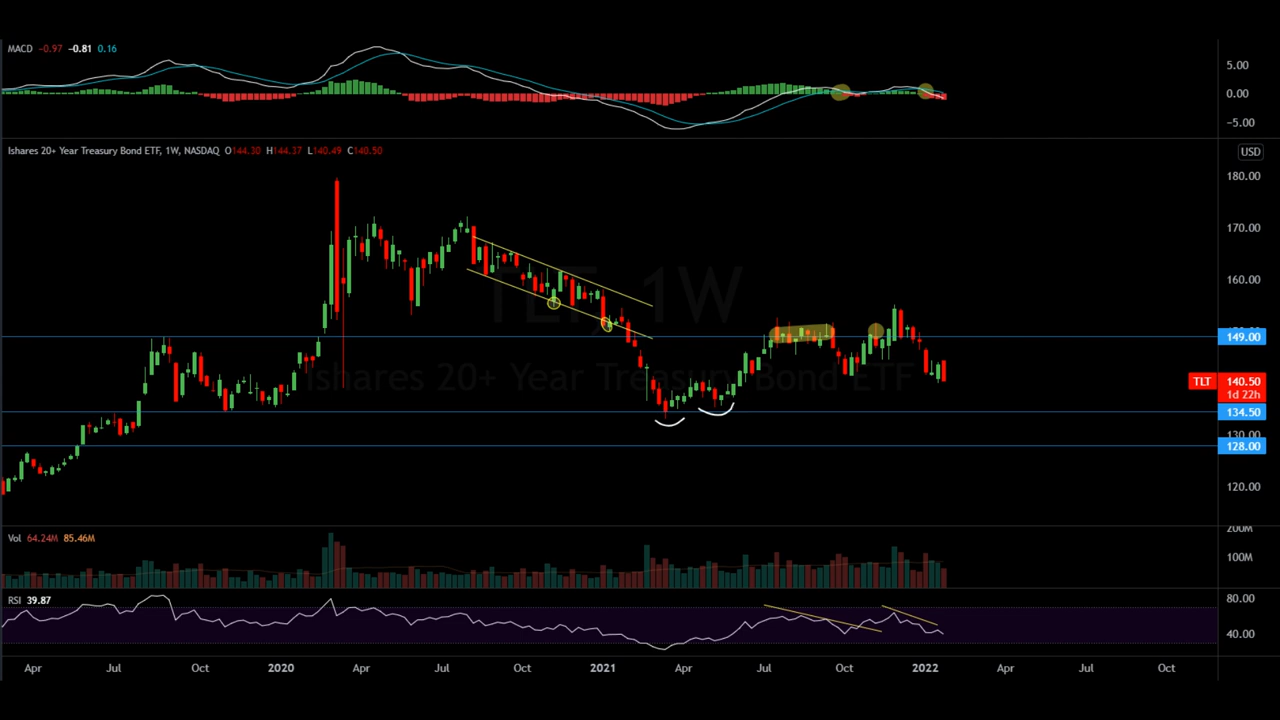 MACD −0.97 −0.81 0.16
5.00
0.00
−5.00
Ishares 20+ Year Treasury Bond ETF, 1W, NASDAQ O144.30 H144.37 L140.49 C140.50
USD
180.00
170.00
160.00
TLT, 1W
149.00
Ishares 20+ Year Treasury Bond ETF
TLT 140.50
1d 22h
134.50
130.00
128.00
120.00
200M
Vol 64.24M 85.46M
100M
RSI 39.87
80.00
40.00
Apr Jul Oct 2020 Apr Jul Oct 2021 Apr Jul Oct 2022 Apr Jul Oct